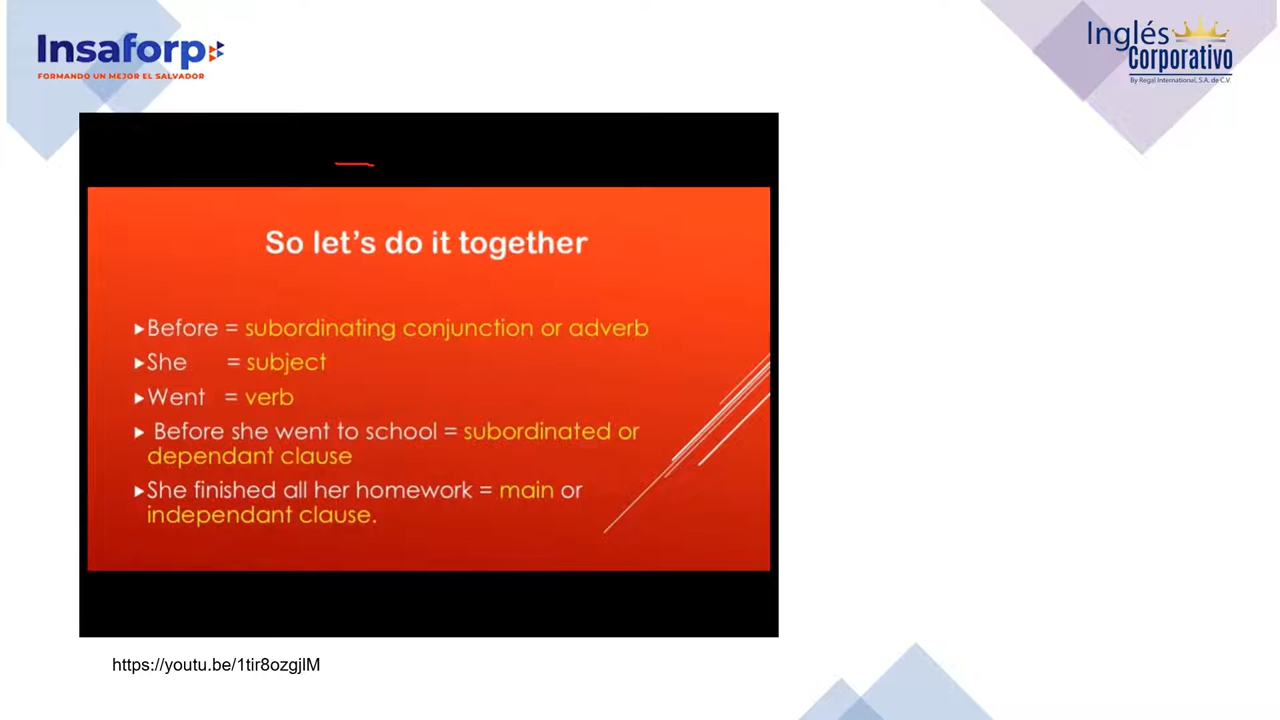 Insaforp
FORMANDO UN MEJOR EL SALVADOR
Inglés
Corporativo
By Regal International, S.A. de C.V.
So let's do it together
Before = subordinating conjunction or adverb
She = subject
Went = verb
Before she went to school = subordinated or
dependant clause
She finished all her homework = main or
independant clause.
https://youtu.be/1tir8ozgjlM